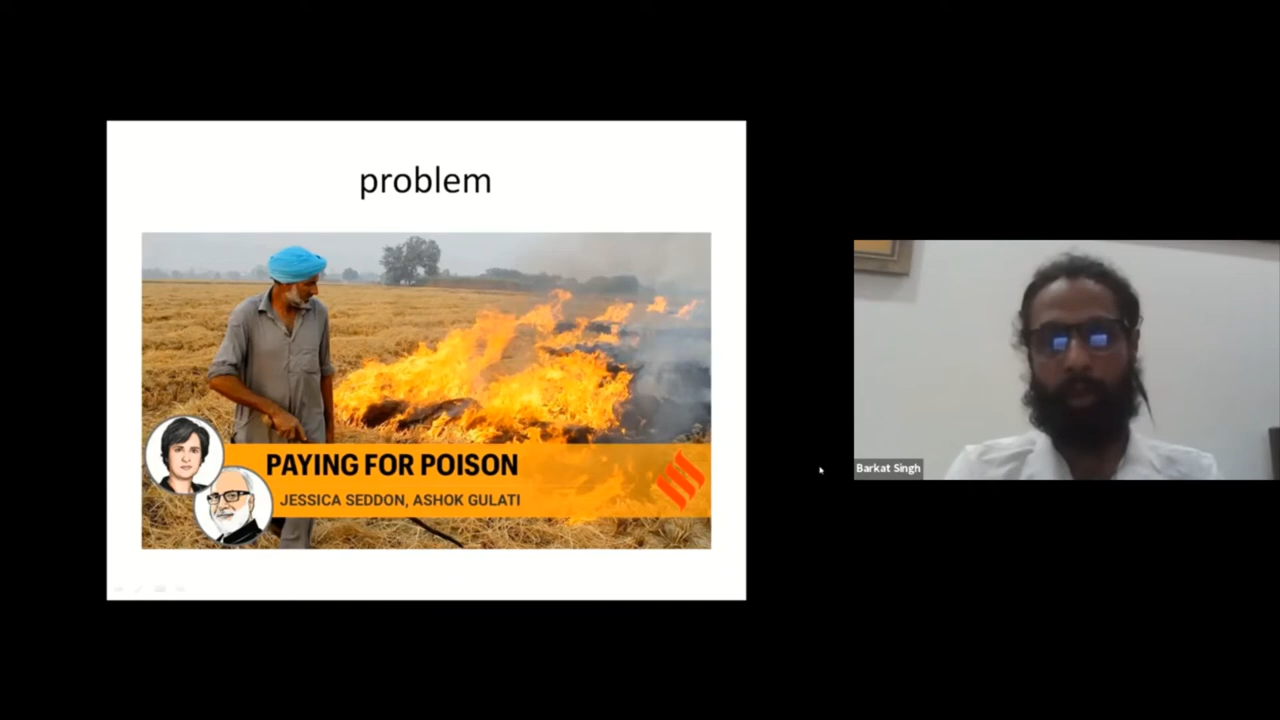 problem
PAYING FOR POISON
JESSICA SEDDON, ASHOK GULATI
Barkat Singh